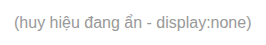 (huy hiệu đang ẩn - display:none)